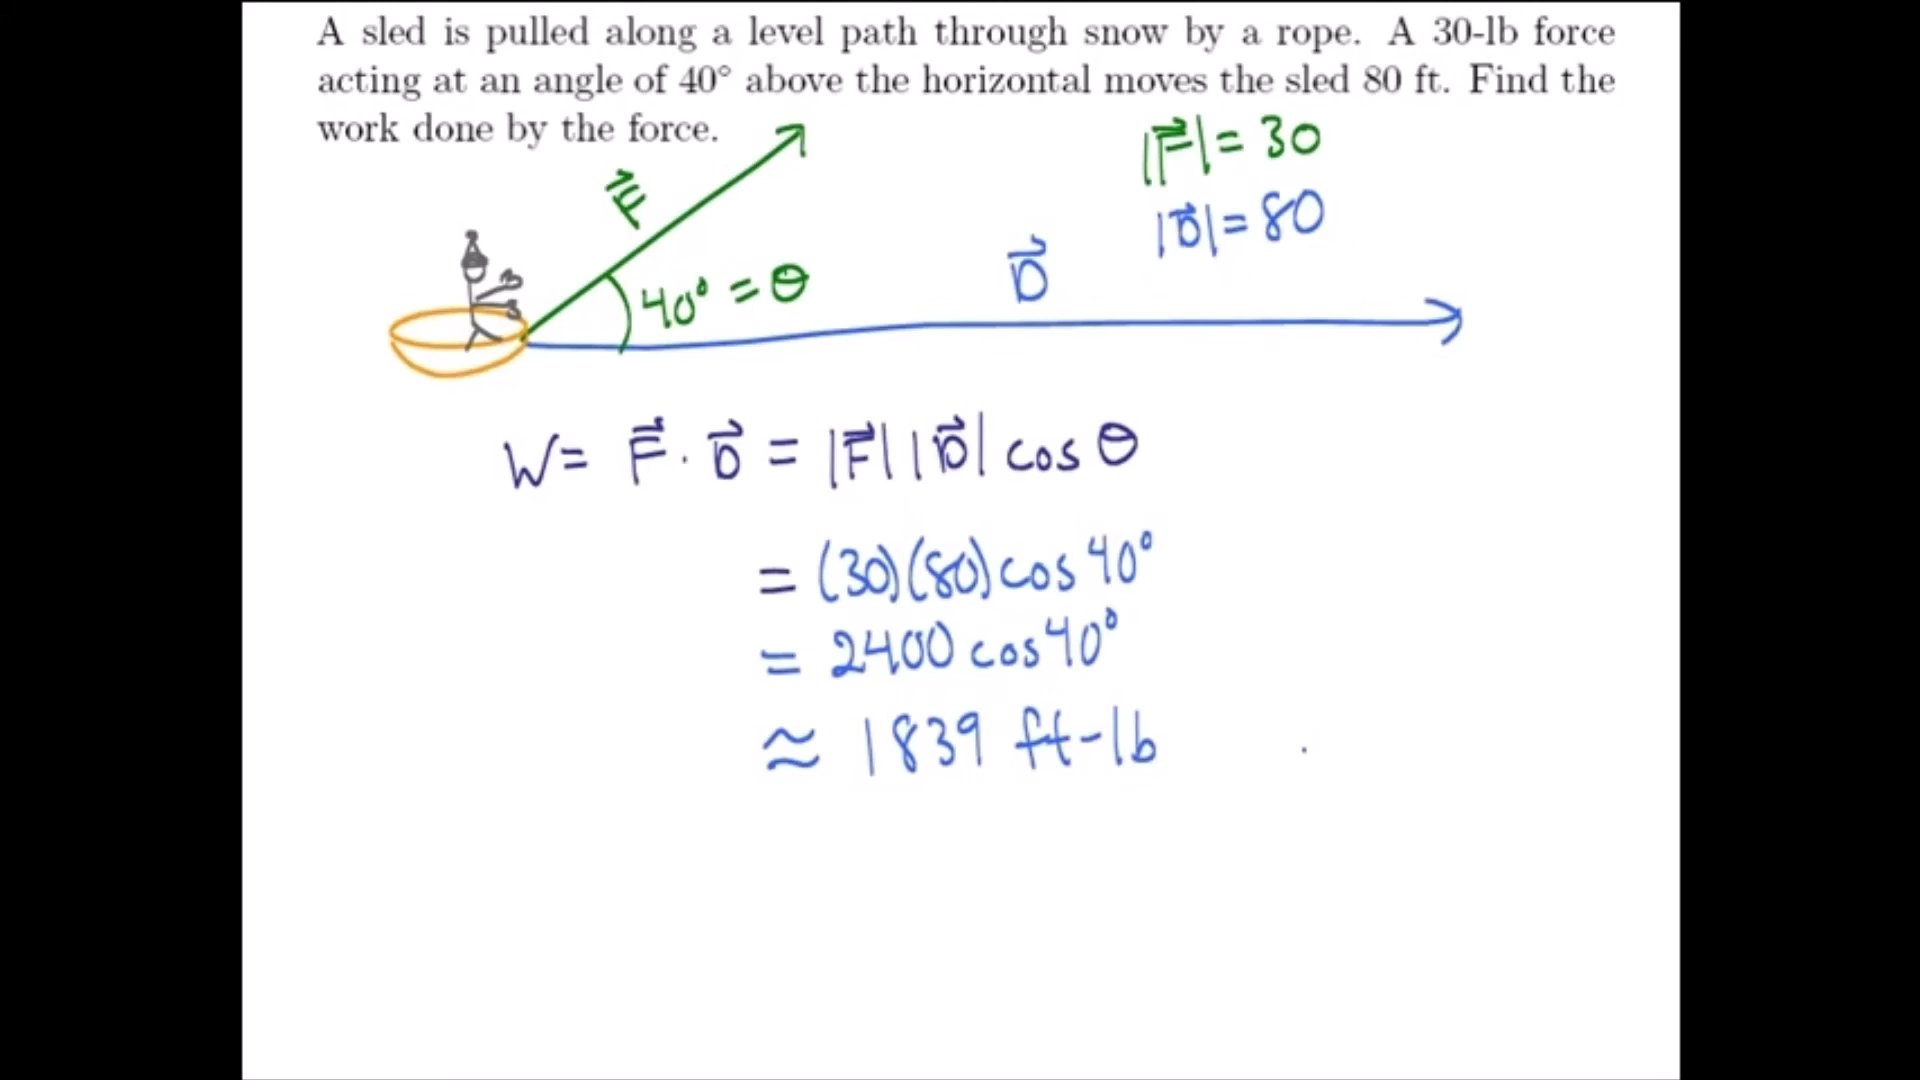 A sled is pulled along a level path through snow by a rope. A 30-lb force
acting at an angle of 40° above the horizontal moves the sled 80 ft. Find the
work done by the force.
|F⃗| = 30
F⃗
|D⃗| = 80
D⃗
40° = θ
W = F⃗ · D⃗ = |F⃗| |D⃗| cos θ
= (30)(80) cos 40°
= 2400 cos 40°
≈ 1839 ft-lb